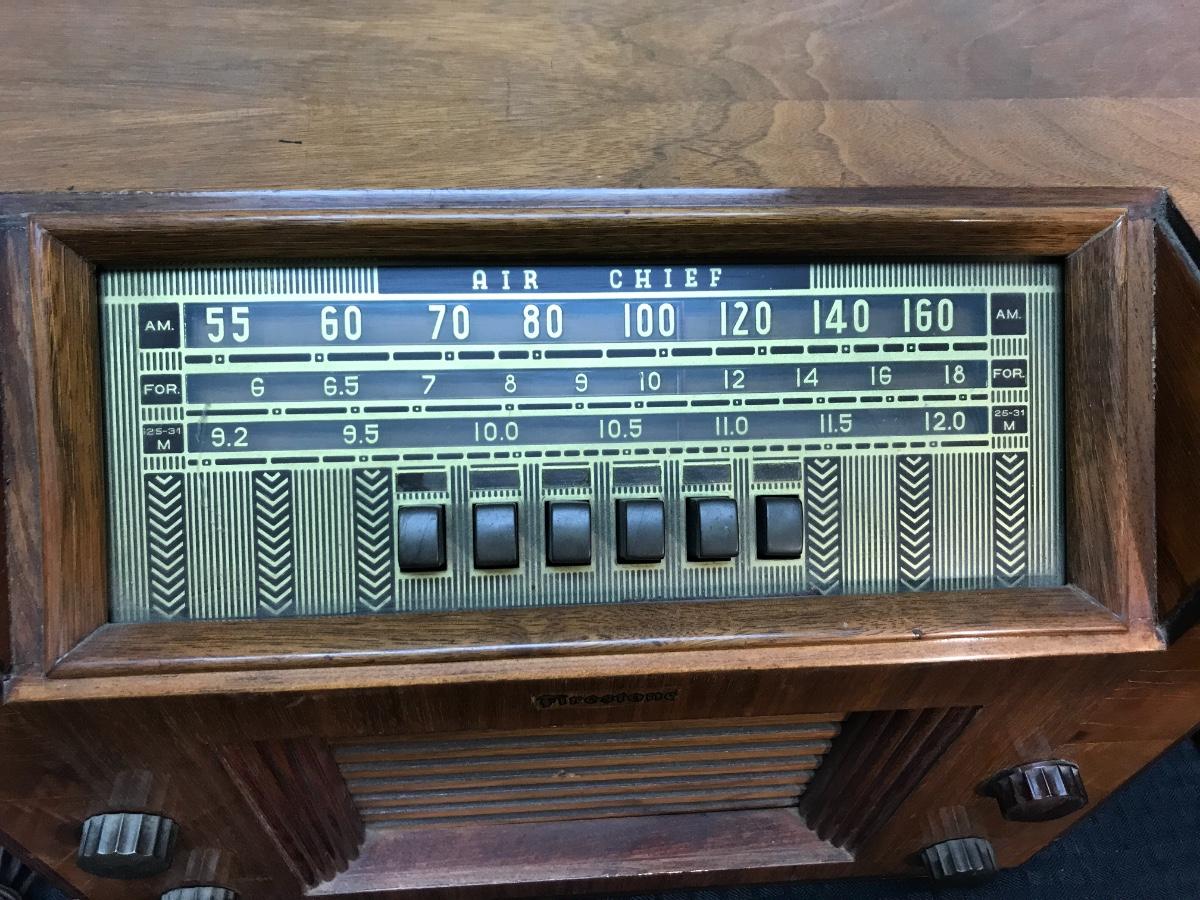 AIR CHIEF
AM. 55 60 70 80 100 120 140 160 AM.
FOR. 6 6.5 7 8 9 10 12 14 16 18 FOR.
25-31 M 9.2 9.5 10.0 10.5 11.0 11.5 12.0 25-31 M
Firestone